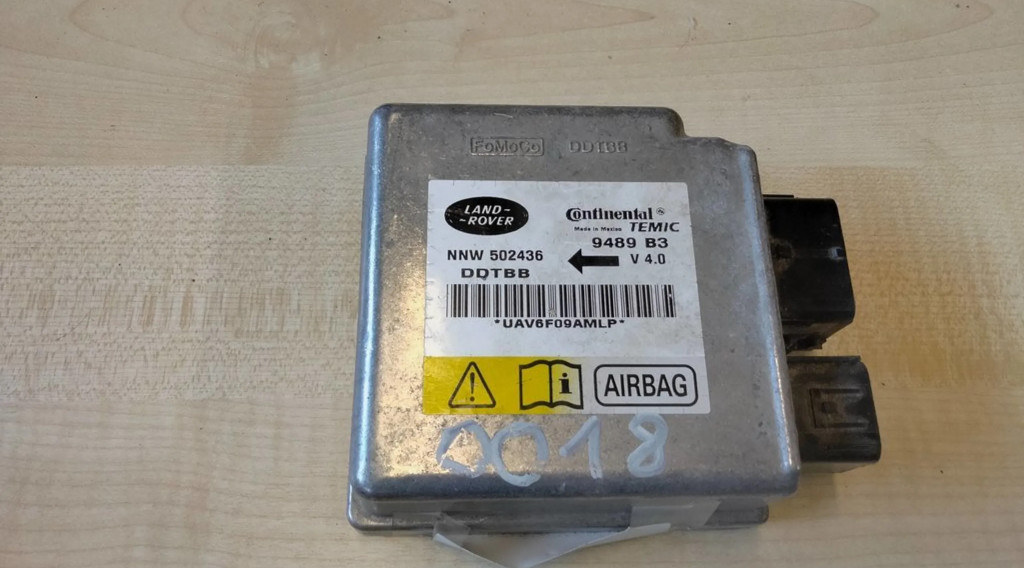 FoMoCo DDTBB
LAND-
~ROVER
Continental
Made in Mexico TEMIC
9489 B3
NNW 502436
V 4.0
DDTBB
*UAV6F09AMLP*
i
AIRBAG
0018